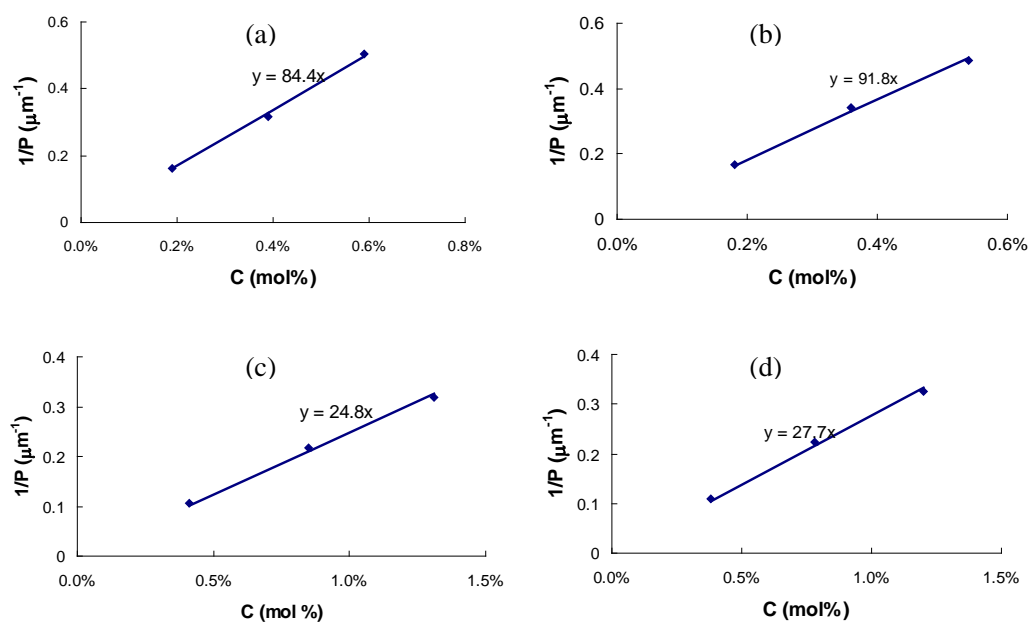 (a)
y = 84.4x
0.6
0.4
0.2
0
0.0% 0.2% 0.4% 0.6% 0.8%
1/P (μm⁻¹)
C (mol%)
(b)
y = 91.8x
0.6
0.4
0.2
0
0.0% 0.2% 0.4% 0.6%
1/P (μm⁻¹)
C (mol%)
(c)
y = 24.8x
0.4
0.3
0.2
0.1
0
0.0% 0.5% 1.0% 1.5%
1/P (μm⁻¹)
C (mol %)
(d)
y = 27.7x
0.4
0.3
0.2
0.1
0
0.0% 0.5% 1.0% 1.5%
1/P (μm⁻¹)
C (mol%)